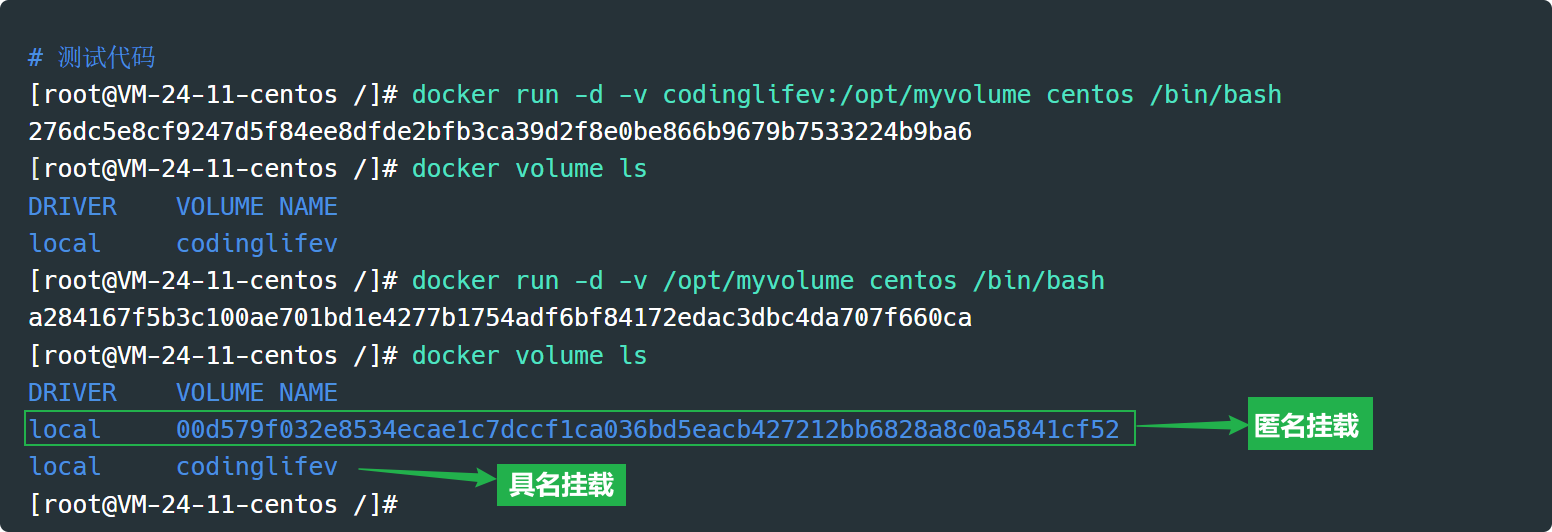 # 测试代码
[root@VM-24-11-centos /]# docker run -d -v codinglifev:/opt/myvolume centos /bin/bash
276dc5e8cf9247d5f84ee8dfde2bfb3ca39d2f8e0be866b9679b7533224b9ba6
[root@VM-24-11-centos /]# docker volume ls
DRIVER    VOLUME NAME
local     codinglifev
[root@VM-24-11-centos /]# docker run -d -v /opt/myvolume centos /bin/bash
a284167f5b3c100ae701bd1e4277b1754adf6bf84172edac3dbc4da707f660ca
[root@VM-24-11-centos /]# docker volume ls
DRIVER    VOLUME NAME
local     00d579f032e8534ecae1c7dccf1ca036bd5eacb427212bb6828a8c0a5841cf52 匿名挂载
local     codinglifev 具名挂载
[root@VM-24-11-centos /]#